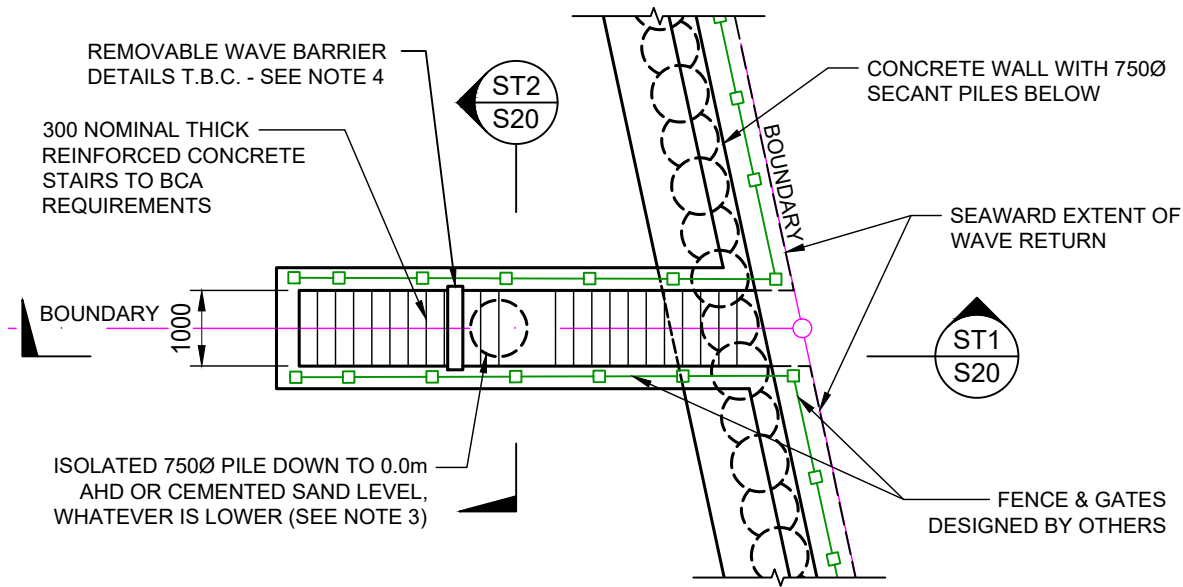 REMOVABLE WAVE BARRIER
DETAILS T.B.C. - SEE NOTE 4
ST2
S20
CONCRETE WALL WITH 750Ø
SECANT PILES BELOW
300 NOMINAL THICK
REINFORCED CONCRETE
STAIRS TO BCA
REQUIREMENTS
BOUNDARY
SEAWARD EXTENT OF
WAVE RETURN
BOUNDARY
1000
ST1
S20
ISOLATED 750Ø PILE DOWN TO 0.0m
AHD OR CEMENTED SAND LEVEL,
WHATEVER IS LOWER (SEE NOTE 3)
FENCE & GATES
DESIGNED BY OTHERS